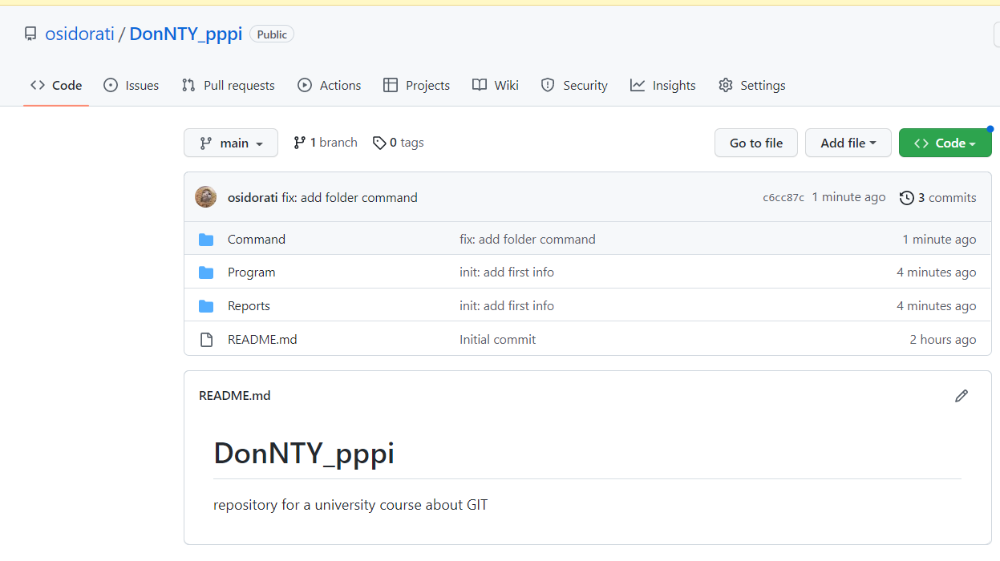 osidorati / DonNTY_pppi Public
Code Issues Pull requests Actions Projects Wiki Security Insights Settings
main 1 branch 0 tags Go to file Add file Code
osidorati fix: add folder command c6cc87c 1 minute ago 3 commits
Command fix: add folder command 1 minute ago
Program init: add first info 4 minutes ago
Reports init: add first info 4 minutes ago
README.md Initial commit 2 hours ago
README.md
DonNTY_pppi
repository for a university course about GIT